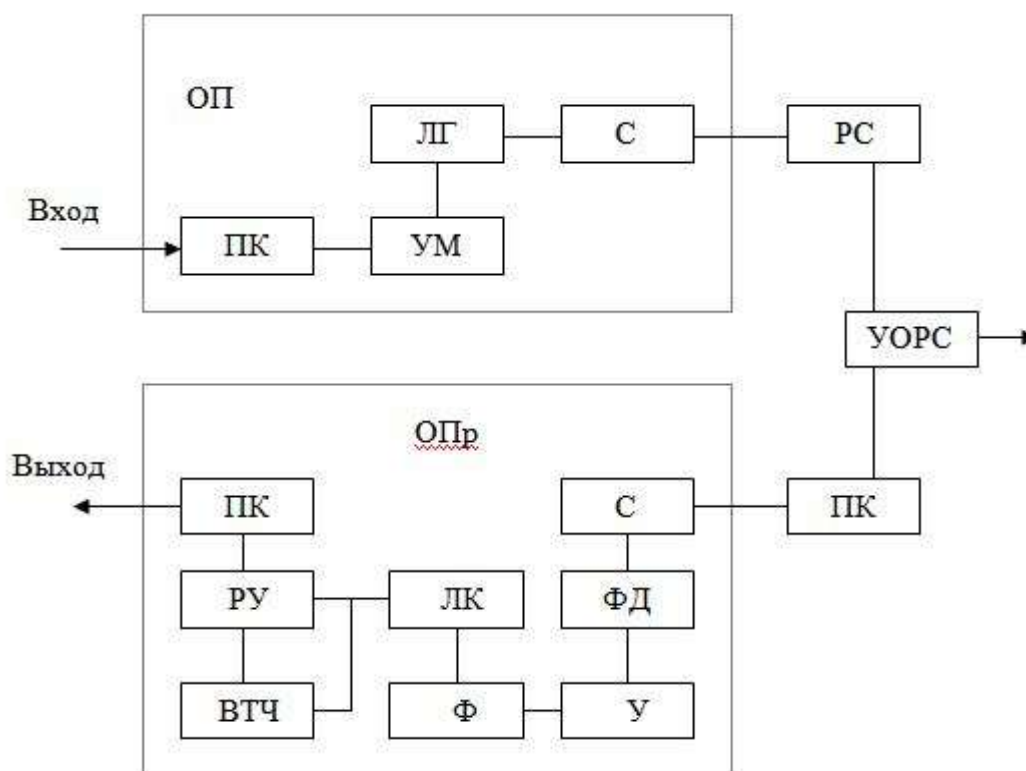 ОП
ЛГ
С
РС
Вход
ПК
УМ
УОРС
ОПр
Выход
ПК
С
ПК
РУ
ЛК
ФД
ВТЧ
Ф
У